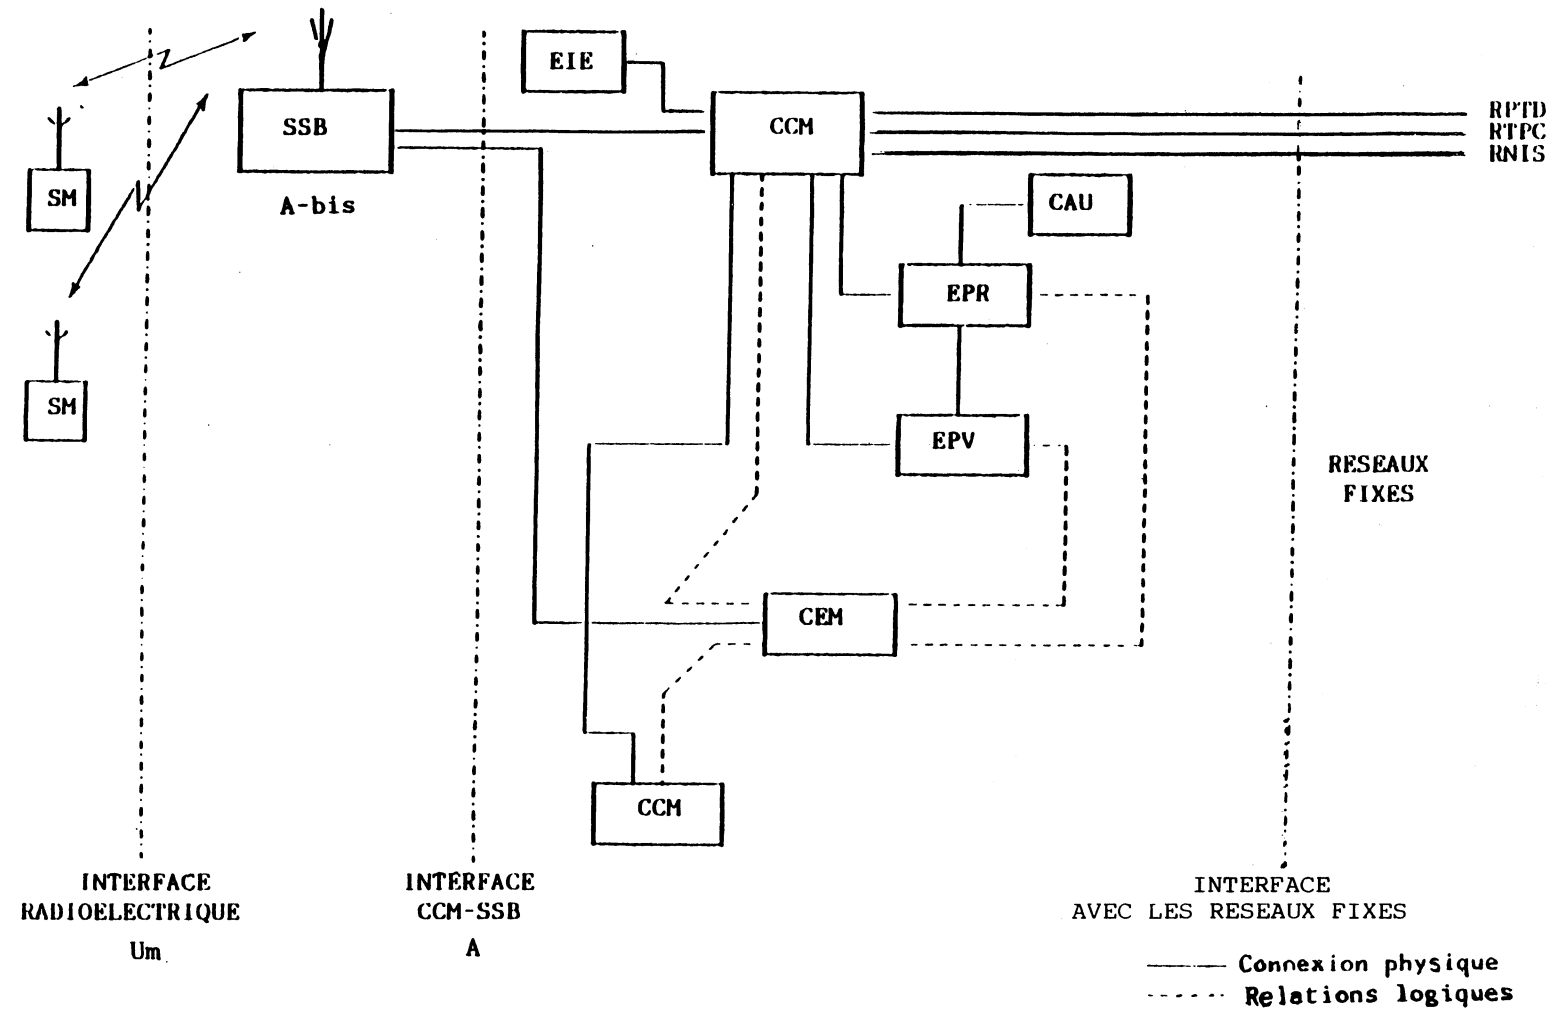 EIE
SSB
CCM
RPTD
RTPC
RNIS
SM
A-bis
CAU
EPR
SM
EPV
RESEAUX
FIXES
CEM
CCM
INTERFACE
RADIOELECTRIQUE
Um
INTERFACE
CCM-SSB
A
INTERFACE
AVEC LES RESEAUX FIXES
Connexion physique
Relations logiques